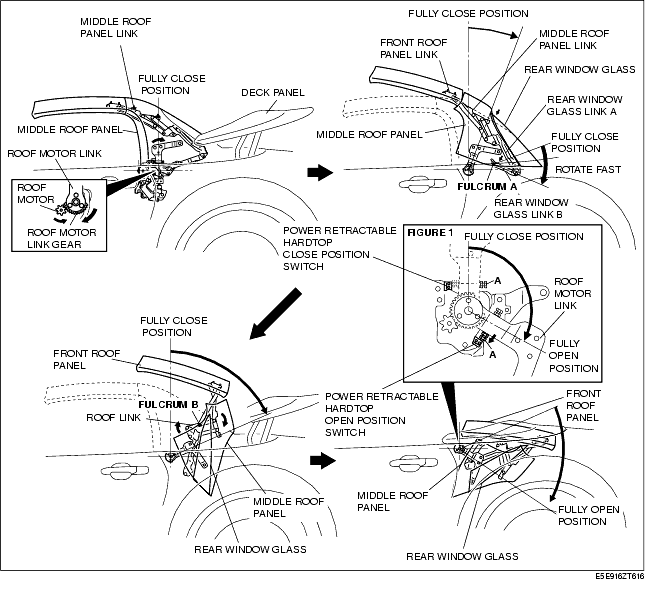 MIDDLE ROOF
PANEL LINK
FULLY CLOSE
POSITION
DECK PANEL
MIDDLE ROOF PANEL
ROOF MOTOR LINK
ROOF
MOTOR
ROOF MOTOR
LINK GEAR
FULLY CLOSE POSITION
FRONT ROOF
PANEL LINK
MIDDLE ROOF
PANEL LINK
REAR WINDOW GLASS
REAR WINDOW
GLASS LINK A
MIDDLE ROOF PANEL
FULLY CLOSE
POSITION
ROTATE FAST
FULCRUM A
REAR WINDOW
GLASS LINK B
POWER RETRACTABLE
HARDTOP
CLOSE POSITION
SWITCH
FIGURE 1
FULLY CLOSE POSITION
A
ROOF
MOTOR
LINK
FULLY
OPEN
POSITION
A
FULLY CLOSE
POSITION
FRONT ROOF
PANEL
FULCRUM B
ROOF LINK
MIDDLE ROOF
PANEL
REAR WINDOW GLASS
POWER RETRACTABLE
HARDTOP
OPEN POSITION
SWITCH
FRONT
ROOF
PANEL
MIDDLE ROOF
PANEL
FULLY OPEN
POSITION
REAR WINDOW GLASS
E5E916ZT616